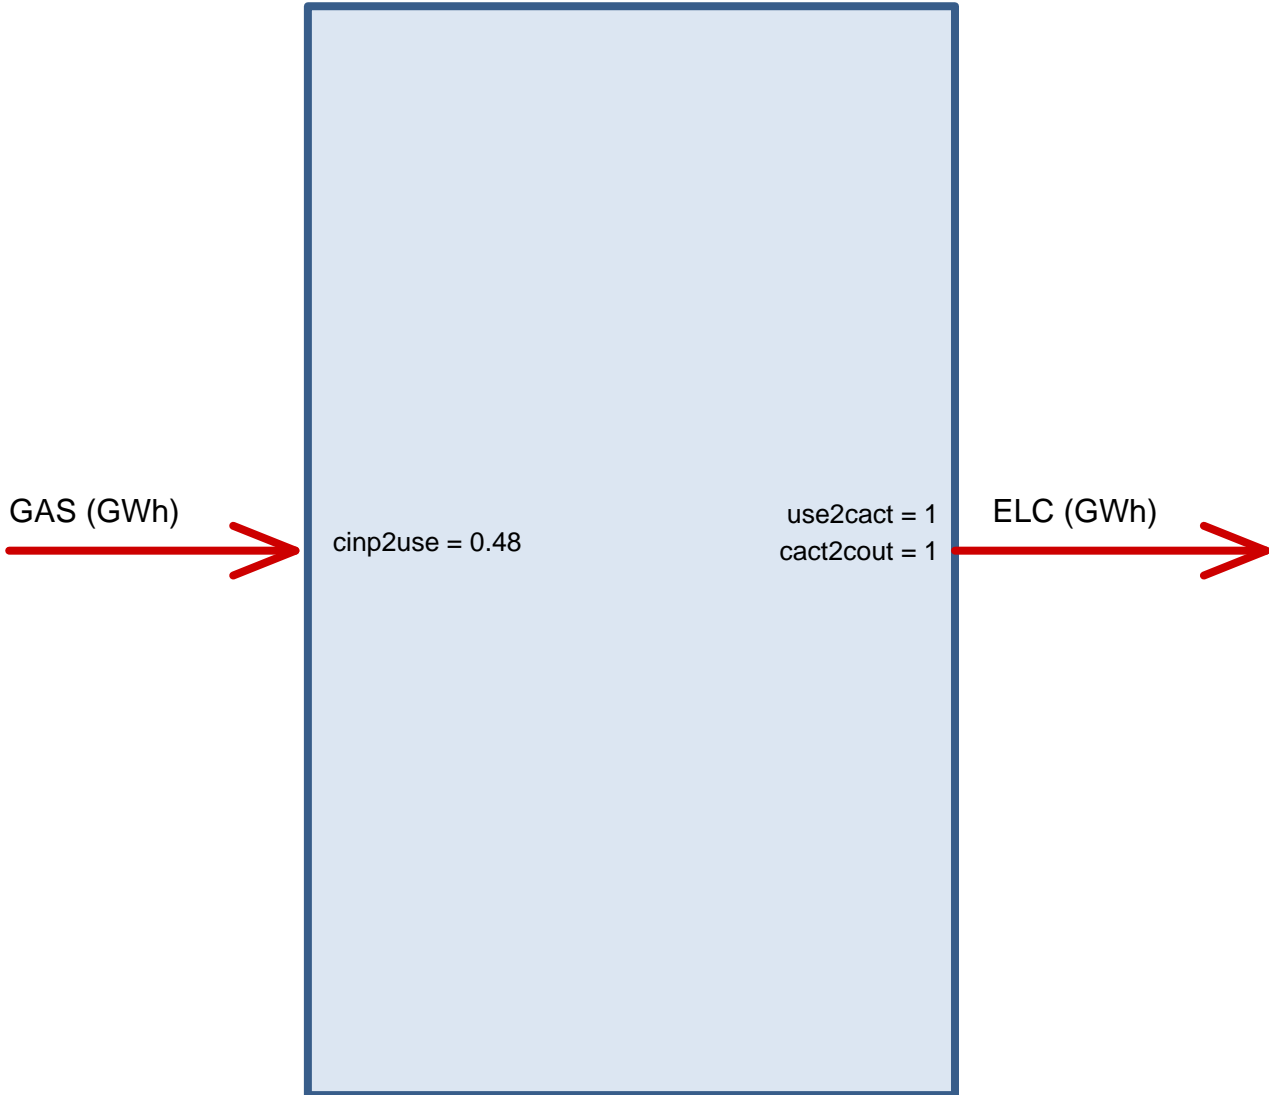 GAS (GWh)
cinp2use = 0.48
use2cact = 1
cact2cout = 1
ELC (GWh)